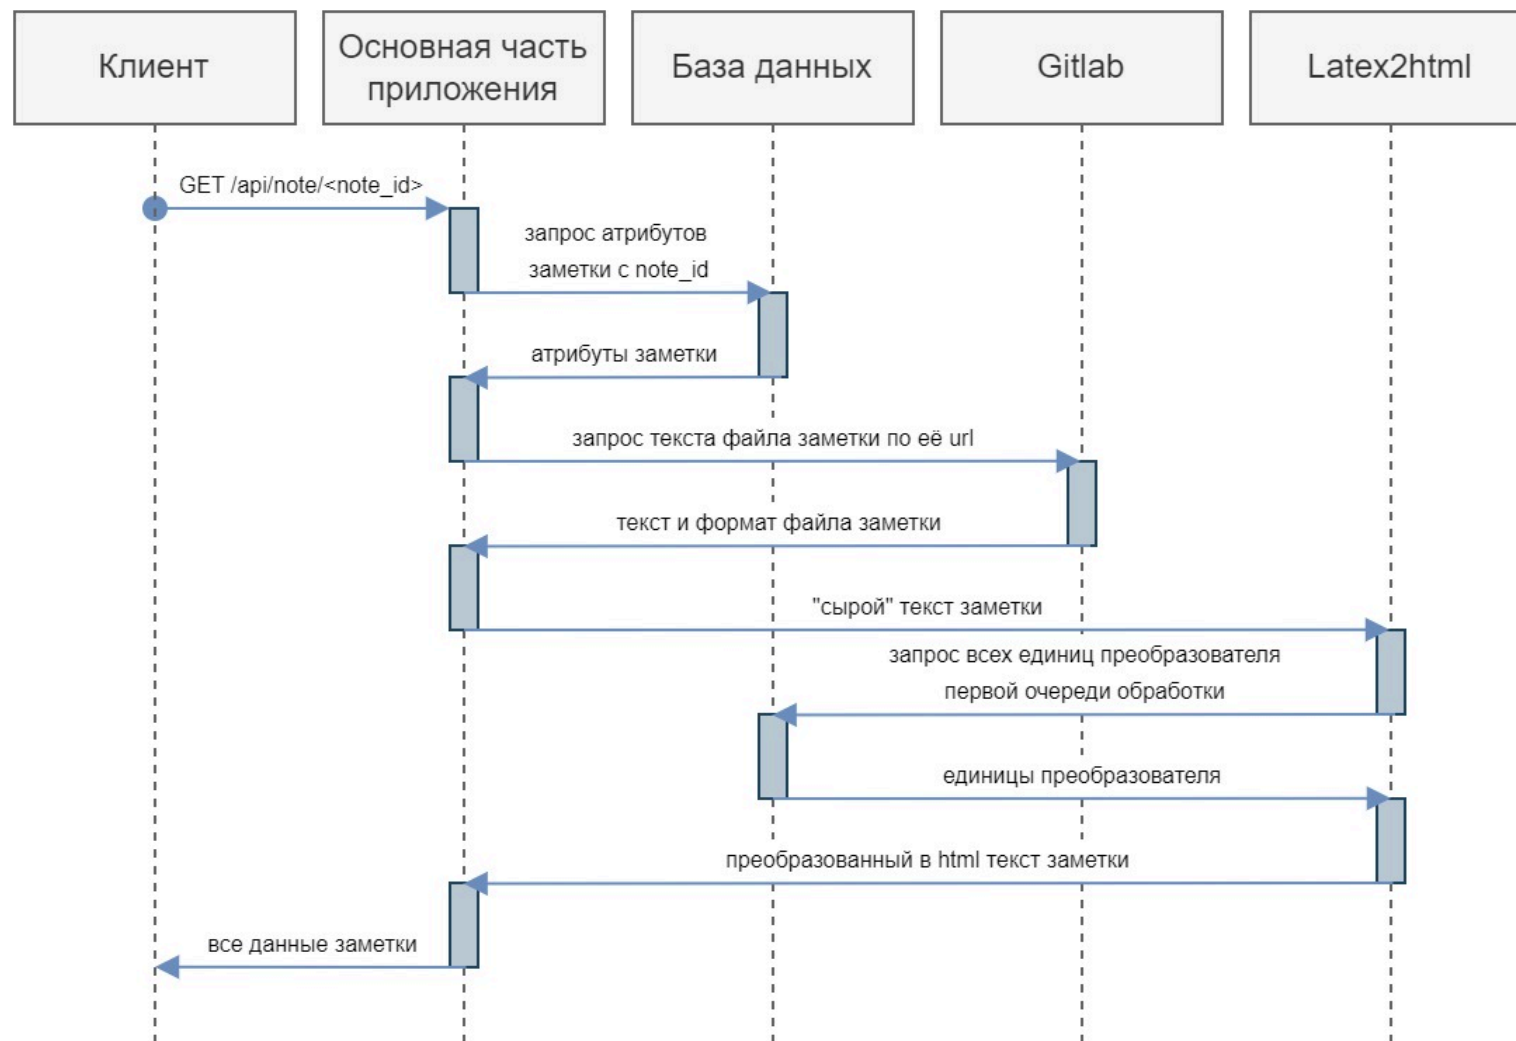 Клиент
Основная часть
приложения
База данных
Gitlab
Latex2html
GET /api/note/<note_id>
запрос атрибутов
заметки с note_id
атрибуты заметки
запрос текста файла заметки по её url
текст и формат файла заметки
"сырой" текст заметки
запрос всех единиц преобразователя
первой очереди обработки
единицы преобразователя
преобразованный в html текст заметки
все данные заметки